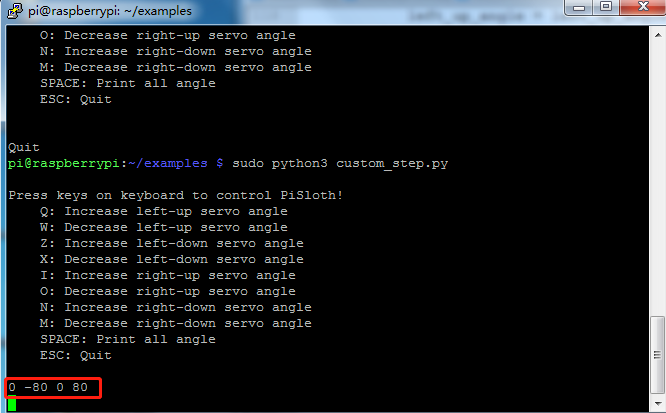 pi@raspberrypi: ~/examples
O: Decrease right-up servo angle
N: Increase right-down servo angle
M: Decrease right-down servo angle
SPACE: Print all angle
ESC: Quit
Quit
pi@raspberrypi:~/examples $ sudo python3 custom_step.py
Press keys on keyboard to control PiSloth!
Q: Increase left-up servo angle
W: Decrease left-up servo angle
Z: Increase left-down servo angle
X: Decrease left-down servo angle
I: Increase right-up servo angle
O: Decrease right-up servo angle
N: Increase right-down servo angle
M: Decrease right-down servo angle
SPACE: Print all angle
ESC: Quit
0 -80 0 80